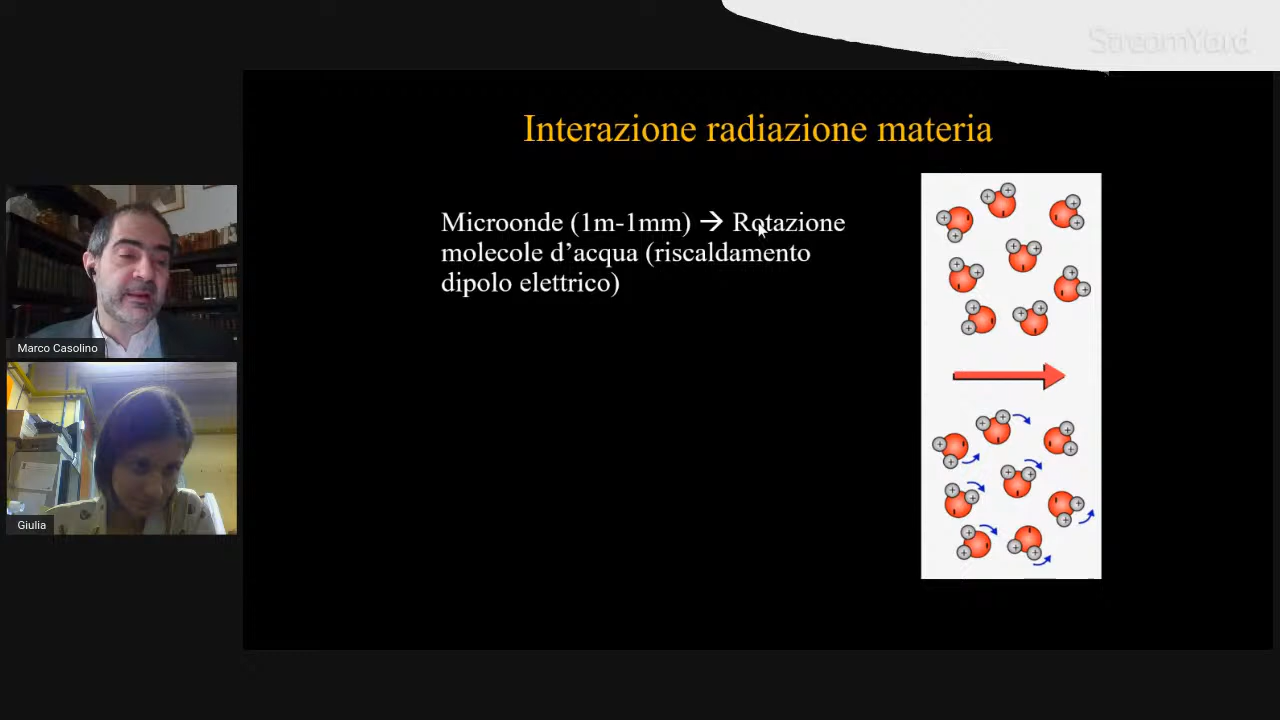 StreamYard
Interazione radiazione materia
Microonde (1m-1mm) → Rotazione
molecole d'acqua (riscaldamento
dipolo elettrico)
Marco Casolino
Giulia